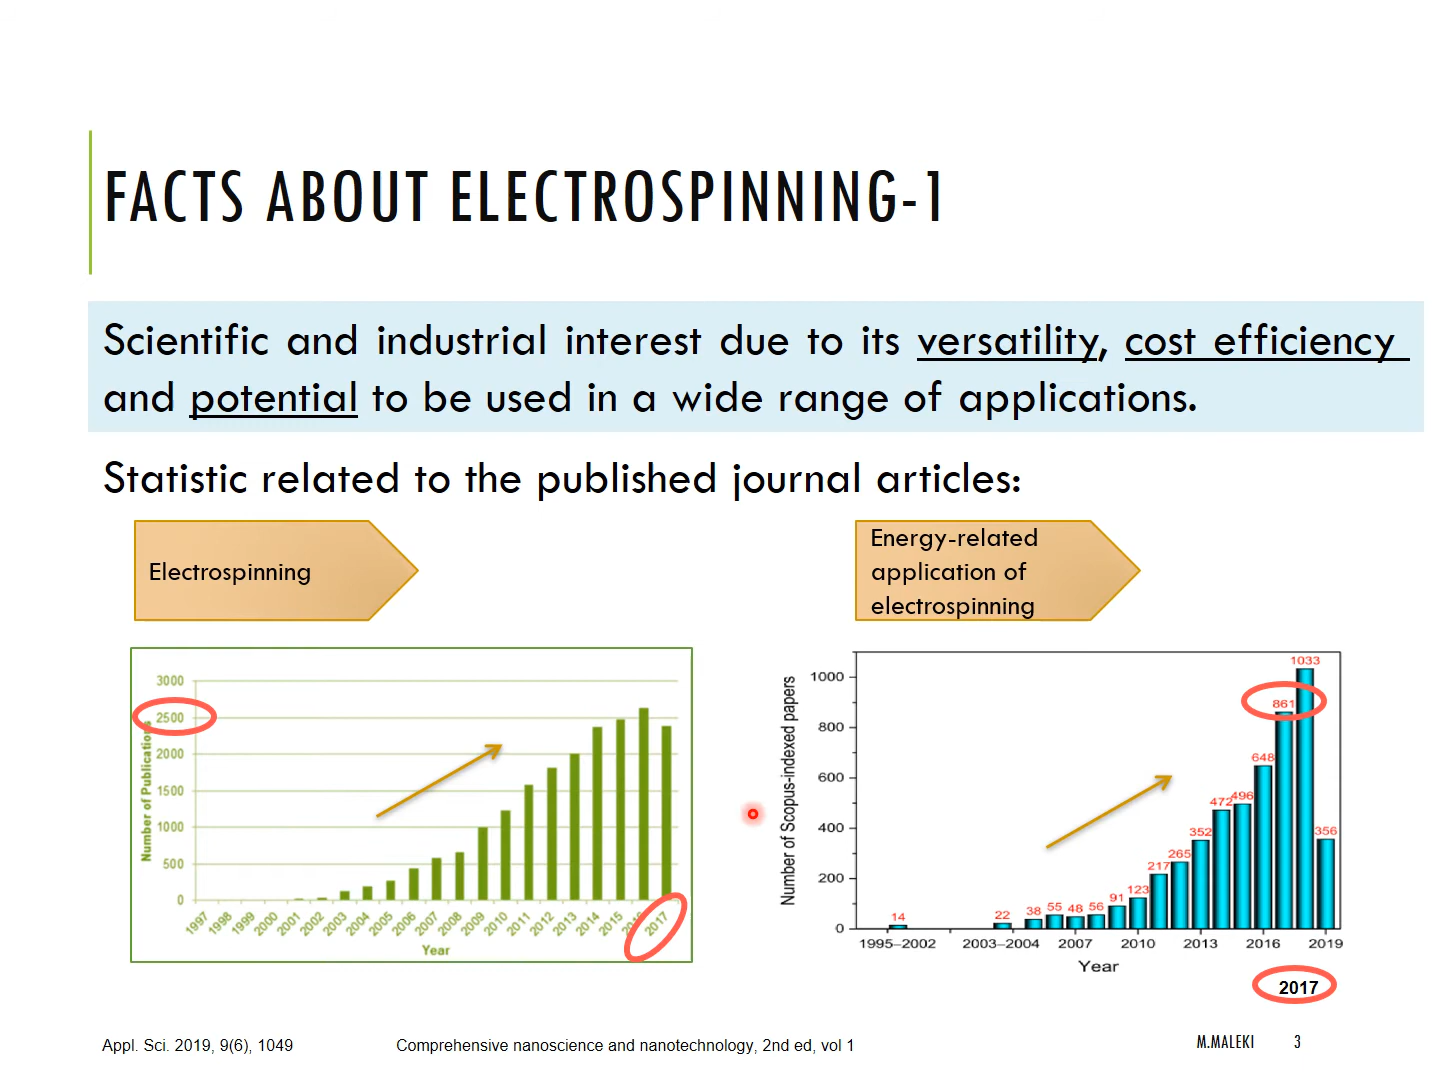 FACTS ABOUT ELECTROSPINNING-1
Scientific and industrial interest due to its versatility, cost efficiency
and potential to be used in a wide range of applications.
Statistic related to the published journal articles:
Electrospinning
Energy-related
application of
electrospinning
Number of Publications
3000
2500
2000
1500
1000
500
0
1997 1998 1999 2000 2001 2002 2003 2004 2005 2006 2007 2008 2009 2010 2011 2012 2013 2014 2015 2016 2017
Year
Number of Scopus-indexed papers
1000
800
600
400
200
0
14 22 38 55 48 56 91 123 217 265 352 472 496 648 861 1033 356
1995–2002 2003–2004 2007 2010 2013 2016 2019
Year
2017
Appl. Sci. 2019, 9(6), 1049 Comprehensive nanoscience and nanotechnology, 2nd ed, vol 1 M.MALEKI 3